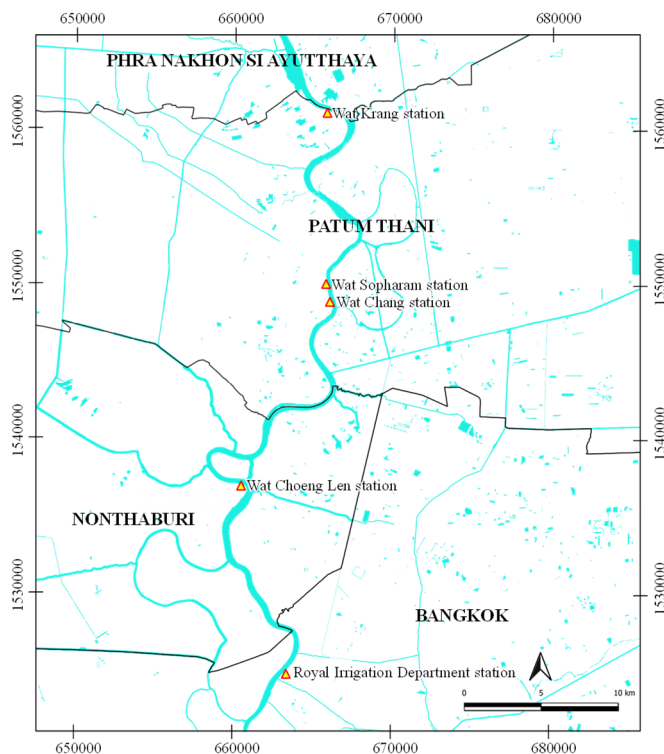 650000
660000
670000
680000
PHRA NAKHON SI AYUTTHAYA
Wat Krang station
1560000
1560000
PATUM THANI
Wat Sopharam station
1550000
1550000
Wat Chang station
1540000
1540000
Wat Choeng Len station
NONTHABURI
1530000
1530000
BANGKOK
Royal Irrigation Department station
0 5 10 km
650000
660000
670000
680000